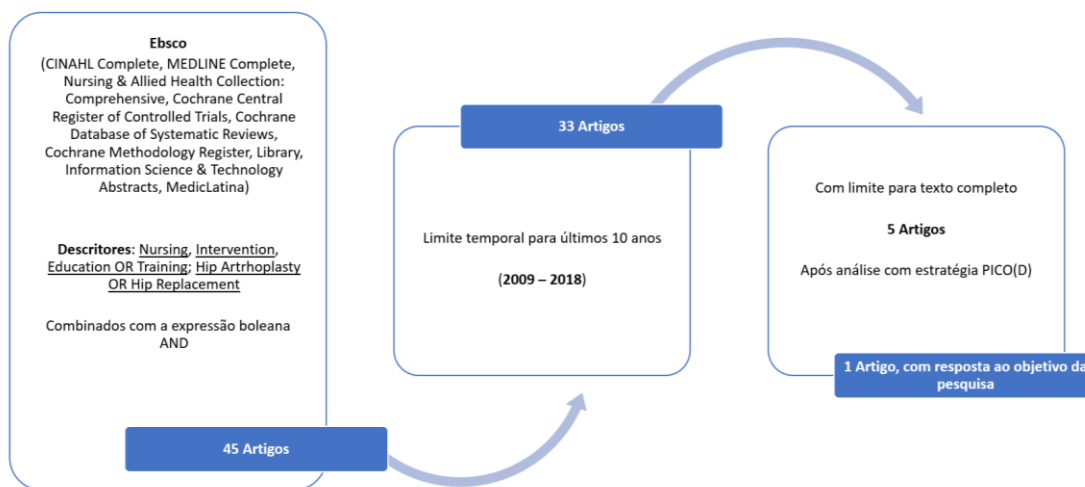 Ebsco
(CINAHL Complete, MEDLINE Complete,
Nursing & Allied Health Collection:
Comprehensive, Cochrane Central
Register of Controlled Trials, Cochrane
Database of Systematic Reviews,
Cochrane Methodology Register, Library,
Information Science & Technology
Abstracts, MedicLatina)
Descritores: Nursing, Intervention,
Education OR Training; Hip Artrhoplasty
OR Hip Replacement
Combinados com a expressão boleana
AND
45 Artigos
33 Artigos
Limite temporal para últimos 10 anos
(2009 – 2018)
Com limite para texto completo
5 Artigos
Após análise com estratégia PICO(D)
1 Artigo, com resposta ao objetivo da
pesquisa